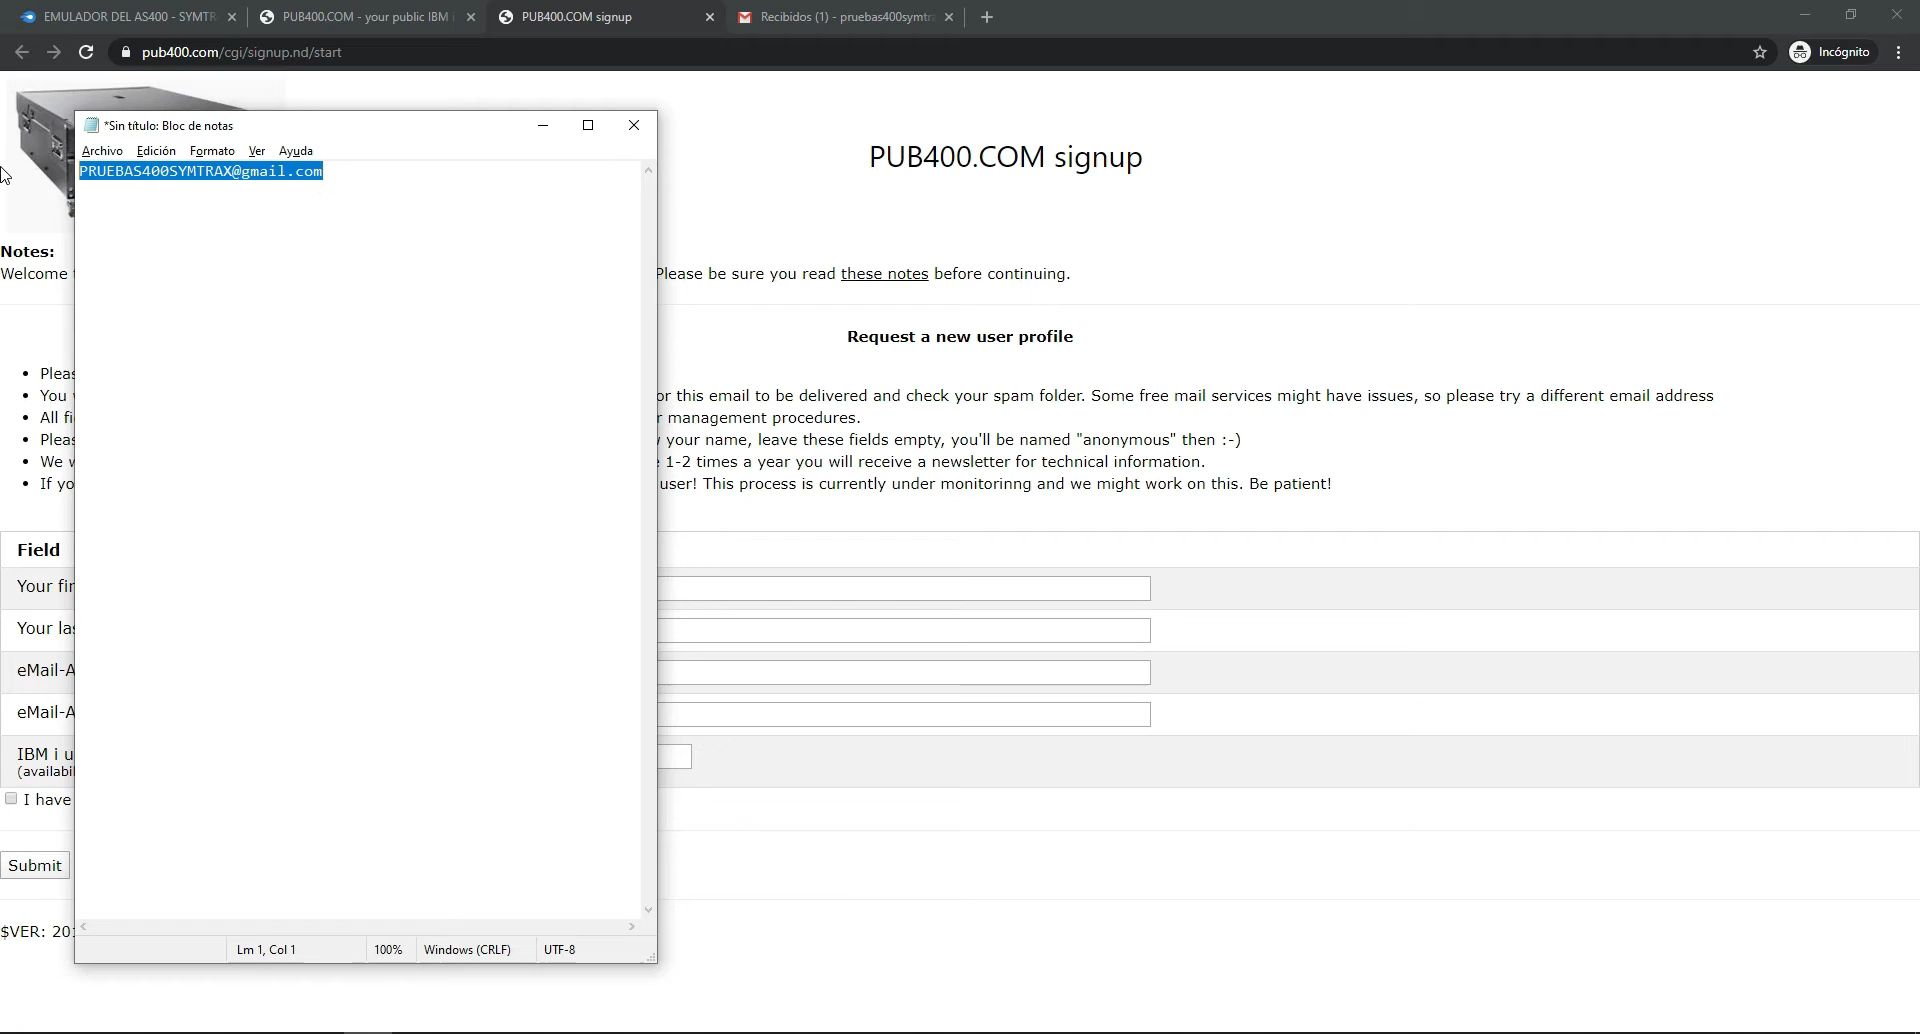 EMULADOR DEL AS400 - SYMTR
PUB400.COM - your public IBM i
PUB400.COM signup
Recibidos (1) - pruebas400symtra
pub400.com/cgi/signup.nd/start
Incógnito
*Sin título: Bloc de notas
Archivo Edición Formato Ver Ayuda
PRUEBAS400SYMTRAX@gmail.com
Lm 1, Col 1 100% Windows (CRLF) UTF-8
PUB400.COM signup
Notes:
Welcome Please be sure you read these notes before continuing.
Request a new user profile
Pleas
You or this email to be delivered and check your spam folder. Some free mail services might have issues, so please try a different email address
All fi r management procedures.
Pleas your name, leave these fields empty, you'll be named "anonymous" then :-)
We 1-2 times a year you will receive a newsletter for technical information.
If yo user! This process is currently under monitorinng and we might work on this. Be patient!
Field
Your fir
Your las
eMail-A
eMail-A
IBM i u
(availabil
I have
Submit
$VER: 20